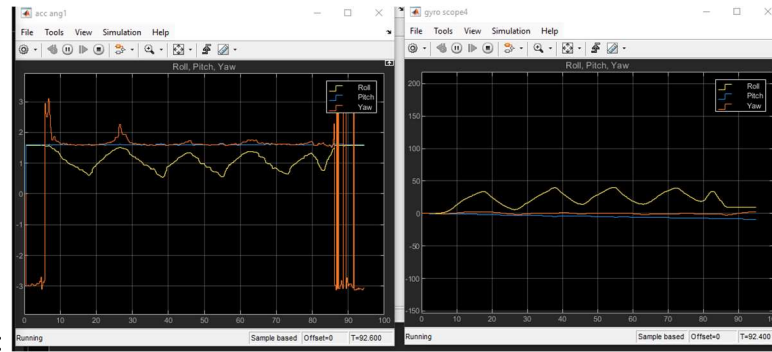 acc ang1
File Tools View Simulation Help
Roll, Pitch, Yaw
Roll
Pitch
Yaw
3
2
1
0
-1
-2
-3
0 10 20 30 40 50 60 70 80 90 100
Running Sample based Offset=0 T=92.600
gyro scope4
File Tools View Simulation Help
Roll, Pitch, Yaw
Roll
Pitch
Yaw
200
150
100
50
0
-50
-100
-150
0 10 20 30 40 50 60 70 80 90
Running Sample based Offset=0 T=92.400
: